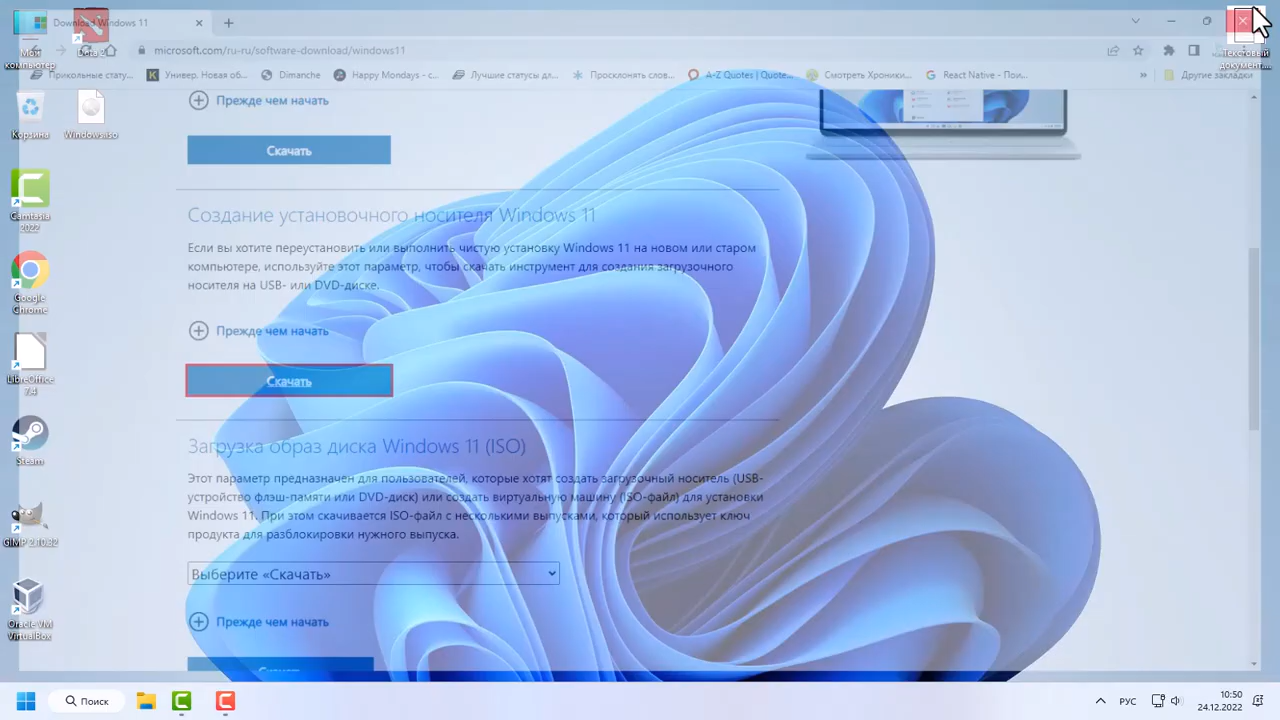 Download Windows 11
microsoft.com/ru-ru/software-download/windows11
Прикольные стату...
Универ. Новая об...
Dimanche
Happy Mondays - с...
Лучшие статусы дл...
Просклонять слов...
A-Z Quotes | Quote...
Смотреть Хроники...
React Native - Пои...
»
Другие закладки
Прежде чем начать
Скачать
Создание установочного носителя Windows 11
Если вы хотите переустановить или выполнить чистую установку Windows 11 на новом или старом
компьютере, используйте этот параметр, чтобы скачать инструмент для создания загрузочного
носителя на USB- или DVD-диске.
Прежде чем начать
Скачать
Загрузка образ диска Windows 11 (ISO)
Этот параметр предназначен для пользователей, которые хотят создать загрузочный носитель (USB-
устройство флэш-памяти или DVD-диск) или создать виртуальную машину (ISO-файл) для установки
Windows 11. При этом скачивается ISO-файл с несколькими выпусками, который использует ключ
продукта для разблокировки нужного выпуска.
Выберите «Скачать»
Прежде чем начать
Мой
компьютер
Корзина
Windows.iso
Camtasia
2022
Google
Chrome
LibreOffice
7.4
Steam
GIMP 2.10.32
Oracle VM
VirtualBox
Текстовый
документ...
Поиск
РУС
10:50
24.12.2022